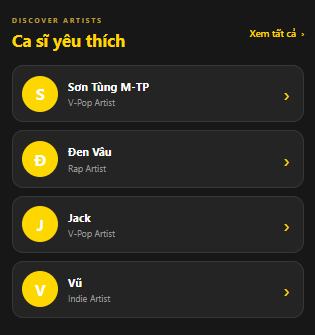 DISCOVER ARTISTS
Ca sĩ yêu thích
Xem tất cả ›
S
Sơn Tùng M-TP
V-Pop Artist
›
Đ
Đen Vâu
Rap Artist
›
J
Jack
V-Pop Artist
›
V
Vũ
Indie Artist
›